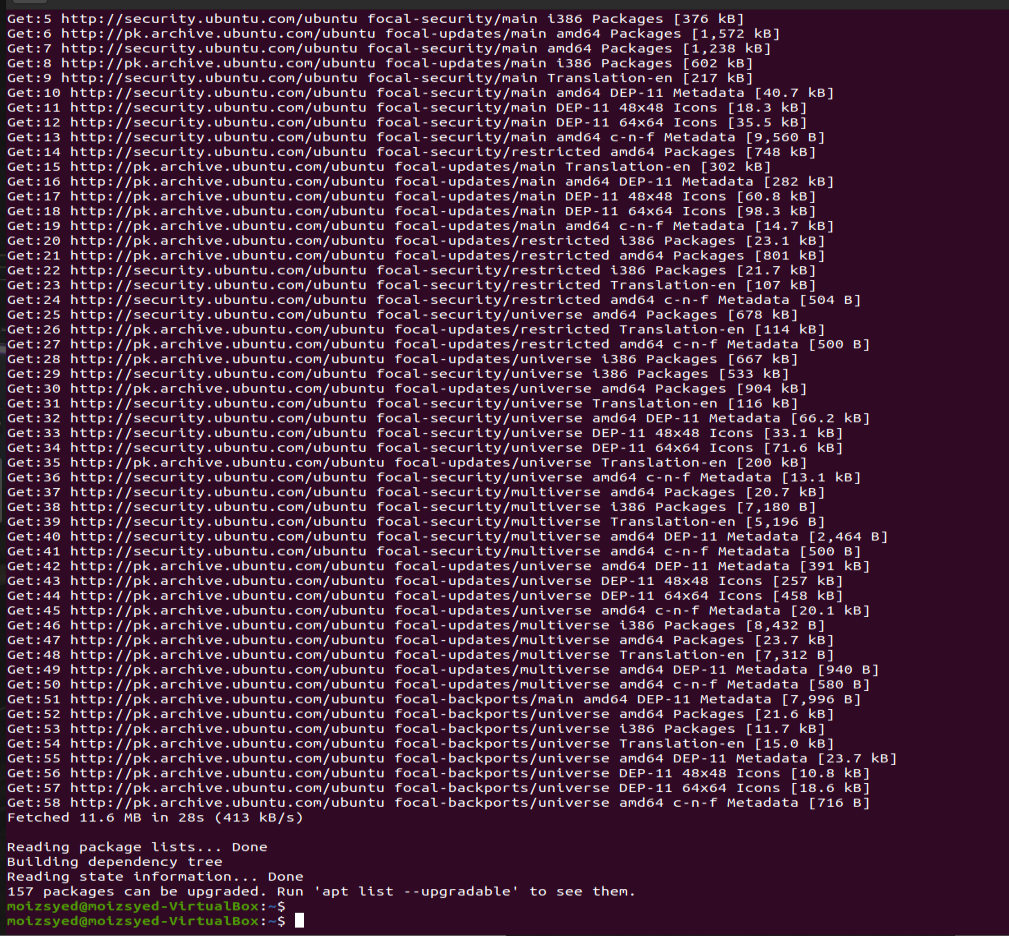 Get:5 http://security.ubuntu.com/ubuntu focal-security/main i386 Packages [376 kB]
Get:6 http://pk.archive.ubuntu.com/ubuntu focal-updates/main amd64 Packages [1,572 kB]
Get:7 http://security.ubuntu.com/ubuntu focal-security/main amd64 Packages [1,238 kB]
Get:8 http://pk.archive.ubuntu.com/ubuntu focal-updates/main i386 Packages [602 kB]
Get:9 http://security.ubuntu.com/ubuntu focal-security/main Translation-en [217 kB]
Get:10 http://security.ubuntu.com/ubuntu focal-security/main amd64 DEP-11 Metadata [40.7 kB]
Get:11 http://security.ubuntu.com/ubuntu focal-security/main DEP-11 48x48 Icons [18.3 kB]
Get:12 http://security.ubuntu.com/ubuntu focal-security/main DEP-11 64x64 Icons [35.5 kB]
Get:13 http://security.ubuntu.com/ubuntu focal-security/main amd64 c-n-f Metadata [9,560 B]
Get:14 http://security.ubuntu.com/ubuntu focal-security/restricted amd64 Packages [748 kB]
Get:15 http://pk.archive.ubuntu.com/ubuntu focal-updates/main Translation-en [302 kB]
Get:16 http://pk.archive.ubuntu.com/ubuntu focal-updates/main amd64 DEP-11 Metadata [282 kB]
Get:17 http://pk.archive.ubuntu.com/ubuntu focal-updates/main DEP-11 48x48 Icons [60.8 kB]
Get:18 http://pk.archive.ubuntu.com/ubuntu focal-updates/main DEP-11 64x64 Icons [98.3 kB]
Get:19 http://pk.archive.ubuntu.com/ubuntu focal-updates/main amd64 c-n-f Metadata [14.7 kB]
Get:20 http://pk.archive.ubuntu.com/ubuntu focal-updates/restricted i386 Packages [23.1 kB]
Get:21 http://pk.archive.ubuntu.com/ubuntu focal-updates/restricted amd64 Packages [801 kB]
Get:22 http://security.ubuntu.com/ubuntu focal-security/restricted i386 Packages [21.7 kB]
Get:23 http://security.ubuntu.com/ubuntu focal-security/restricted Translation-en [107 kB]
Get:24 http://security.ubuntu.com/ubuntu focal-security/restricted amd64 c-n-f Metadata [504 B]
Get:25 http://security.ubuntu.com/ubuntu focal-security/universe amd64 Packages [678 kB]
Get:26 http://pk.archive.ubuntu.com/ubuntu focal-updates/restricted Translation-en [114 kB]
Get:27 http://pk.archive.ubuntu.com/ubuntu focal-updates/restricted amd64 c-n-f Metadata [500 B]
Get:28 http://pk.archive.ubuntu.com/ubuntu focal-updates/universe i386 Packages [667 kB]
Get:29 http://security.ubuntu.com/ubuntu focal-security/universe i386 Packages [533 kB]
Get:30 http://pk.archive.ubuntu.com/ubuntu focal-updates/universe amd64 Packages [904 kB]
Get:31 http://security.ubuntu.com/ubuntu focal-security/universe Translation-en [116 kB]
Get:32 http://security.ubuntu.com/ubuntu focal-security/universe amd64 DEP-11 Metadata [66.2 kB]
Get:33 http://security.ubuntu.com/ubuntu focal-security/universe DEP-11 48x48 Icons [33.1 kB]
Get:34 http://security.ubuntu.com/ubuntu focal-security/universe DEP-11 64x64 Icons [71.6 kB]
Get:35 http://pk.archive.ubuntu.com/ubuntu focal-updates/universe Translation-en [200 kB]
Get:36 http://security.ubuntu.com/ubuntu focal-security/universe amd64 c-n-f Metadata [13.1 kB]
Get:37 http://security.ubuntu.com/ubuntu focal-security/multiverse amd64 Packages [20.7 kB]
Get:38 http://security.ubuntu.com/ubuntu focal-security/multiverse i386 Packages [7,180 B]
Get:39 http://security.ubuntu.com/ubuntu focal-security/multiverse Translation-en [5,196 B]
Get:40 http://security.ubuntu.com/ubuntu focal-security/multiverse amd64 DEP-11 Metadata [2,464 B]
Get:41 http://security.ubuntu.com/ubuntu focal-security/multiverse amd64 c-n-f Metadata [500 B]
Get:42 http://pk.archive.ubuntu.com/ubuntu focal-updates/universe amd64 DEP-11 Metadata [391 kB]
Get:43 http://pk.archive.ubuntu.com/ubuntu focal-updates/universe DEP-11 48x48 Icons [257 kB]
Get:44 http://pk.archive.ubuntu.com/ubuntu focal-updates/universe DEP-11 64x64 Icons [458 kB]
Get:45 http://pk.archive.ubuntu.com/ubuntu focal-updates/universe amd64 c-n-f Metadata [20.1 kB]
Get:46 http://pk.archive.ubuntu.com/ubuntu focal-updates/multiverse i386 Packages [8,432 B]
Get:47 http://pk.archive.ubuntu.com/ubuntu focal-updates/multiverse amd64 Packages [23.7 kB]
Get:48 http://pk.archive.ubuntu.com/ubuntu focal-updates/multiverse Translation-en [7,312 B]
Get:49 http://pk.archive.ubuntu.com/ubuntu focal-updates/multiverse amd64 DEP-11 Metadata [940 B]
Get:50 http://pk.archive.ubuntu.com/ubuntu focal-updates/multiverse amd64 c-n-f Metadata [580 B]
Get:51 http://pk.archive.ubuntu.com/ubuntu focal-backports/main amd64 DEP-11 Metadata [7,996 B]
Get:52 http://pk.archive.ubuntu.com/ubuntu focal-backports/universe amd64 Packages [21.6 kB]
Get:53 http://pk.archive.ubuntu.com/ubuntu focal-backports/universe i386 Packages [11.7 kB]
Get:54 http://pk.archive.ubuntu.com/ubuntu focal-backports/universe Translation-en [15.0 kB]
Get:55 http://pk.archive.ubuntu.com/ubuntu focal-backports/universe amd64 DEP-11 Metadata [23.7 kB]
Get:56 http://pk.archive.ubuntu.com/ubuntu focal-backports/universe DEP-11 48x48 Icons [10.8 kB]
Get:57 http://pk.archive.ubuntu.com/ubuntu focal-backports/universe DEP-11 64x64 Icons [18.6 kB]
Get:58 http://pk.archive.ubuntu.com/ubuntu focal-backports/universe amd64 c-n-f Metadata [716 B]
Fetched 11.6 MB in 28s (413 kB/s)
Reading package lists... Done
Building dependency tree
Reading state information... Done
157 packages can be upgraded. Run 'apt list --upgradable' to see them.
moizsyed@moizsyed-VirtualBox:~$
moizsyed@moizsyed-VirtualBox:~$